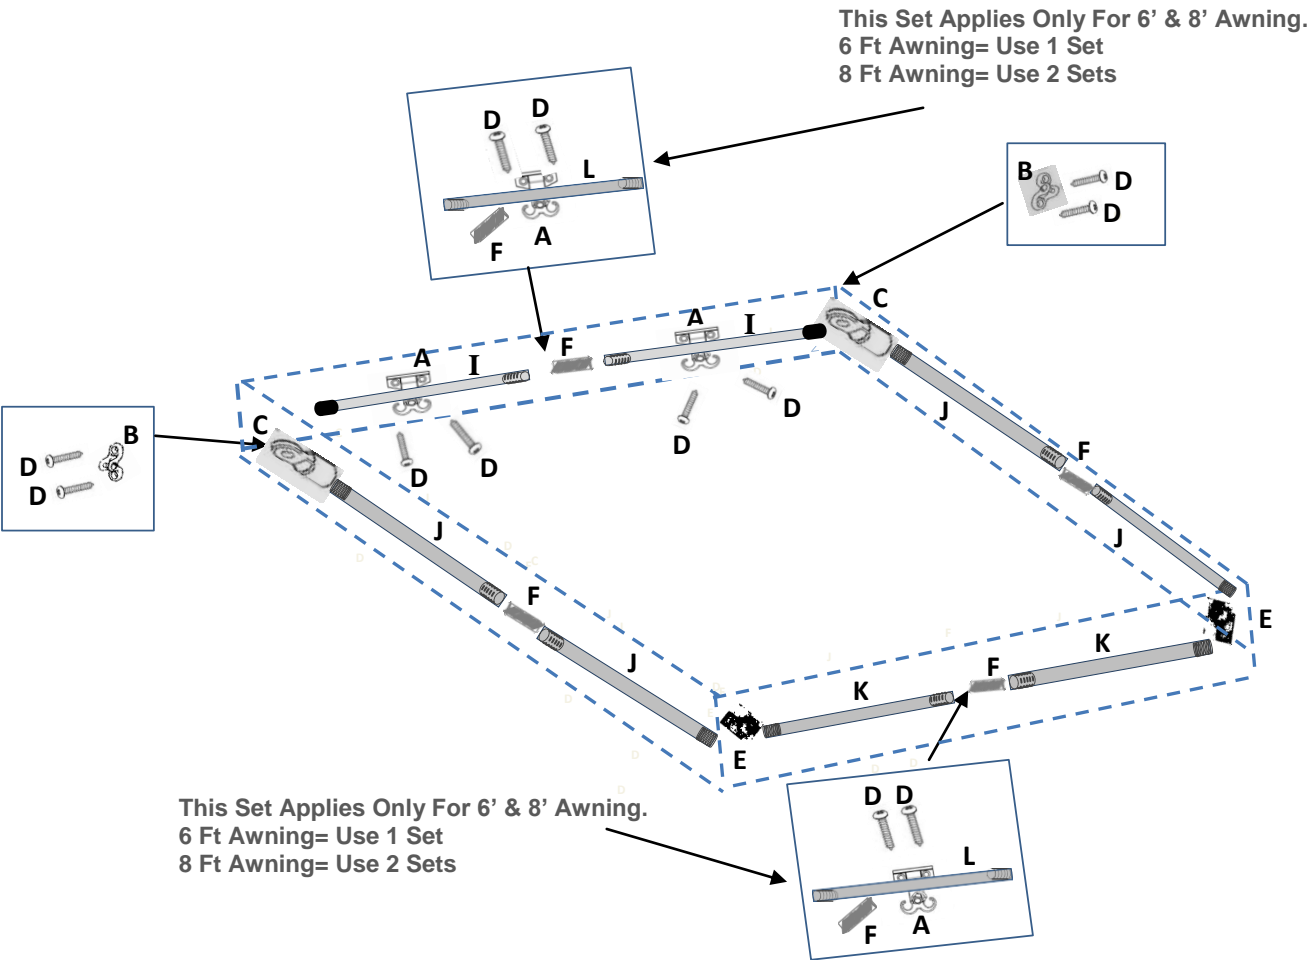 This Set Applies Only For 6’ & 8’ Awning.
6 Ft Awning= Use 1 Set
8 Ft Awning= Use 2 Sets
D D
L
F A
B D
D
C
A
I
F
A
I
D
D
J
F
J
C
D
D
B
D
D
J
F
J
E
K
F
K
E
This Set Applies Only For 6’ & 8’ Awning.
6 Ft Awning= Use 1 Set
8 Ft Awning= Use 2 Sets
D D
L
F A